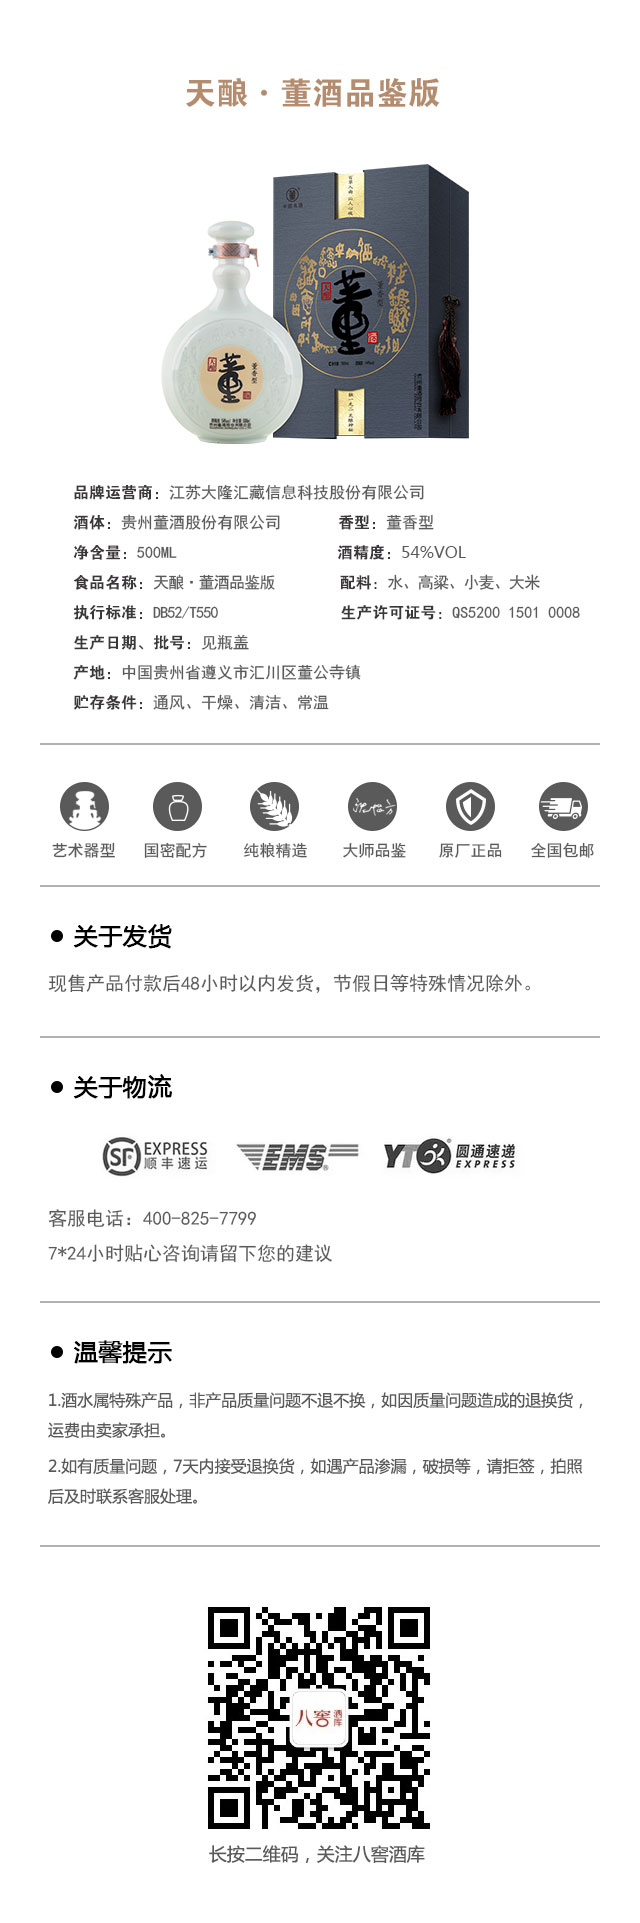 天酿·董酒品鉴版
董香型
天酿
董
酒
品牌运营商：江苏大隆汇藏信息科技股份有限公司
酒体：贵州董酒股份有限公司 香型：董香型
净含量：500ML 酒精度：54%VOL
食品名称：天酿·董酒品鉴版 配料：水、高粱、小麦、大米
执行标准：DB52/T550 生产许可证号：QS5200 1501 0008
生产日期、批号：见瓶盖
产地：中国贵州省遵义市汇川区董公寺镇
贮存条件：通风、干燥、清洁、常温
艺术器型 国密配方 纯粮精造 大师品鉴 原厂正品 全国包邮
● 关于发货
现售产品付款后48小时以内发货，节假日等特殊情况除外。
● 关于物流
SF EXPRESS 顺丰速运 EMS® YTO 圆通速递 EXPRESS
客服电话：400-825-7799
7*24小时贴心咨询请留下您的建议
● 温馨提示
1.酒水属特殊产品，非产品质量问题不退不换，如因质量问题造成的退换货，
运费由卖家承担。
2.如有质量问题，7天内接受退换货，如遇产品渗漏，破损等，请拒签，拍照
后及时联系客服处理。
八窖酒库
长按二维码，关注八窖酒库